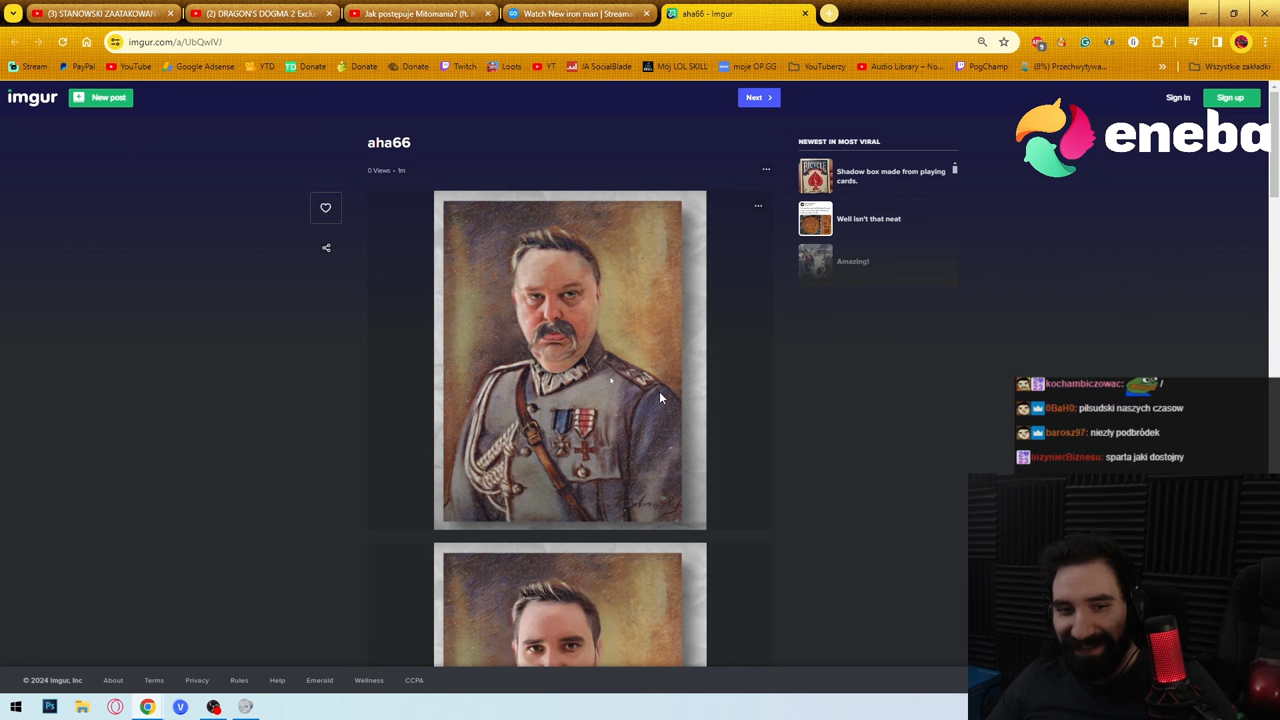 (3) STANOWSKI ZAATAKOWAN
(2) DRAGON'S DOGMA 2 Exclu
Jak postępuje Mitomania? (ft.
Watch New iron man | Streama
aha66 - Imgur
imgur.com/a/UbQwIVJ
Stream
PayPal
YouTube
Google Adsense
YTD
Donate
Donate
Donate
Twitch
Loots
YT
JA SocialBlade
Mój LOL SKILL
moje OP.GG
YouTuberzy
Audio Library – No...
PogChamp
(8%) Przechwytywa...
Wszystkie zakładki
imgur
New post
Next
Sign in
Sign up
eneba
aha66
0 Views • 1m
NEWEST IN MOST VIRAL
Shadow box made from playing
cards.
Well isn't that neat
Amazing!
kochambiczowac: /
0BaH0: piłsudski naszych czasow
barosz97: niezły podbródek
InzynierBiznesu: sparta jaki dostojny
© 2024 Imgur, Inc
About
Terms
Privacy
Rules
Help
Emerald
Wellness
CCPA